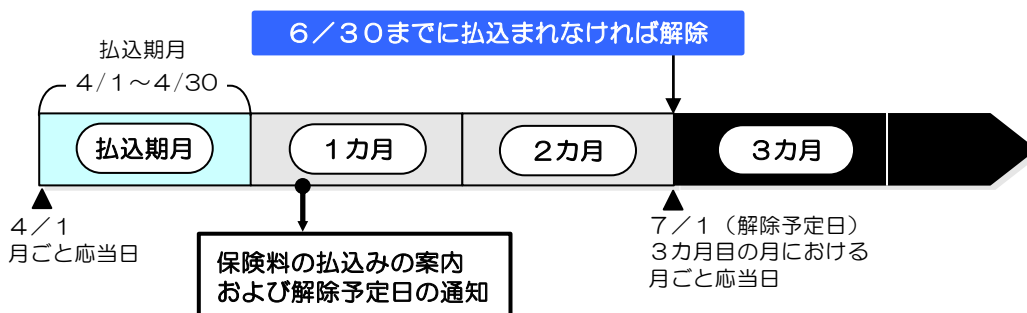 ６／３０までに払込まれなければ解除
払込期月
４/１～４/３０
払込期月
１カ月
２カ月
３カ月
４／１
月ごと応当日
保険料の払込みの案内
および解除予定日の通知
７／１（解除予定日）
３カ月目の月における
月ごと応当日